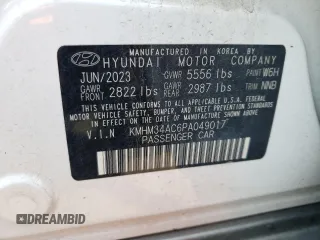 MANUFACTURED IN KOREA BY
HYUNDAI MOTOR COMPANY
JUN/2023 GVWR 5556 lbs PAINT W6H
GAWR FRONT 2822 lbs GAWR REAR 2987 lbs TRIM NNB
THIS VEHICLE CONFORMS TO ALL APPLICABLE FEDERAL
MOTOR VEHICLE SAFETY, BUMPER, AND THEFT PREVENTION
STANDARDS IN EFFECT ON THE DATE OF MANUFACTURE
SHOWN ABOVE.
V.I.N KMHM34AC6PA049017
PASSENGER CAR
DREAMBID